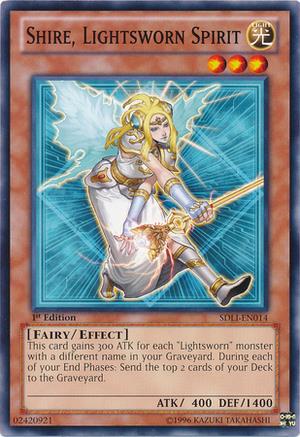 Shire, Lightsworn Spirit
LIGHT
光
1st Edition
SDLI-EN014
[Fairy/Effect]
This card gains 300 ATK for each "Lightsworn" monster
with a different name in your Graveyard. During each
of your End Phases: Send the top 2 cards of your Deck
to the Graveyard.
ATK/ 400 DEF/1400
02420921
©1996 KAZUKI TAKAHASHI